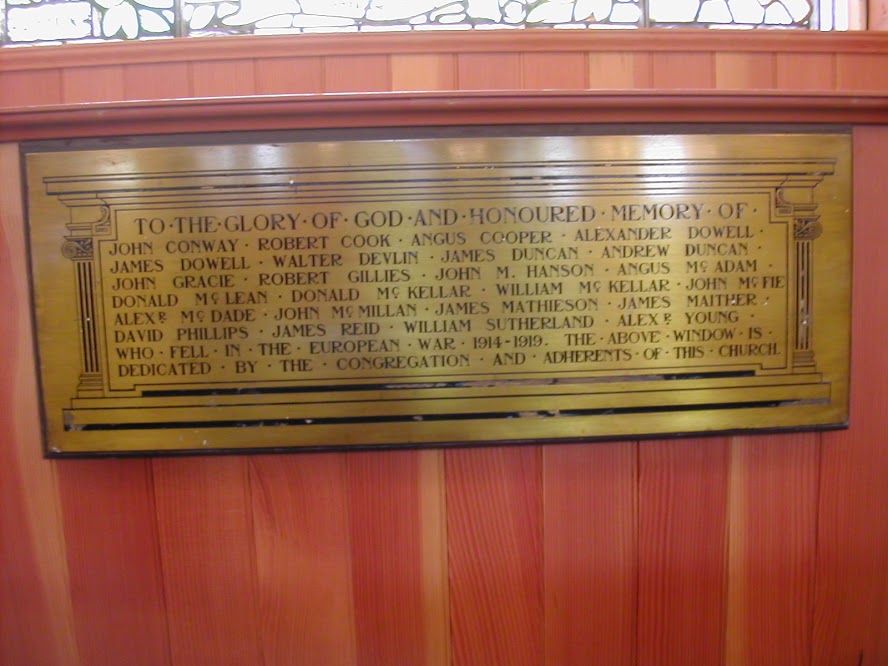 TO·THE·GLORY·OF·GOD·AND·HONOURED·MEMORY·OF·
JOHN CONWAY · ROBERT COOK · ANGUS COOPER · ALEXANDER DOWELL ·
JAMES DOWELL · WALTER DEVLIN · JAMES DUNCAN · ANDREW DUNCAN ·
JOHN GRACIE · ROBERT GILLIES · JOHN M. HANSON · ANGUS McADAM ·
DONALD McLEAN · DONALD McKELLAR · WILLIAM McKELLAR · JOHN McFIE
ALEXR. McDADE · JOHN McMILLAN · JAMES MATHIESON · JAMES MAITHER ·
DAVID PHILLIPS · JAMES REID · WILLIAM SUTHERLAND · ALEXR. YOUNG ·
WHO · FELL · IN · THE · EUROPEAN · WAR · 1914-1919. THE · ABOVE · WINDOW · IS ·
DEDICATED · BY · THE · CONGREGATION · AND · ADHERENTS · OF · THIS · CHURCH.